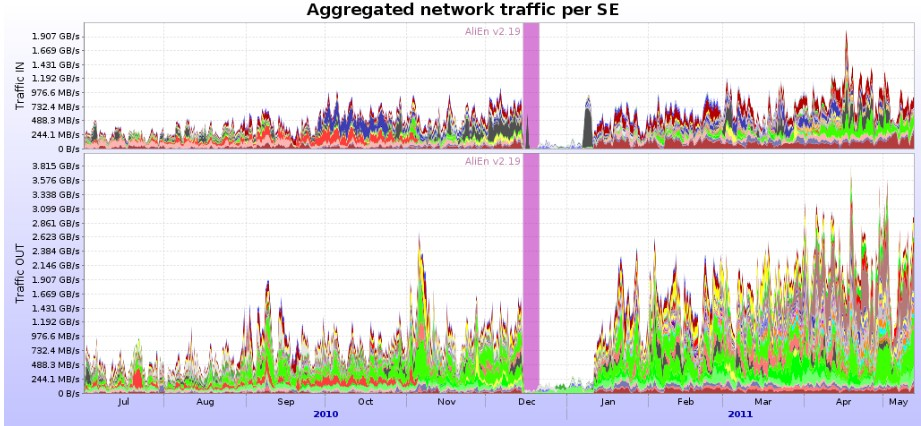 Aggregated network traffic per SE
Traffic IN
AliEn v2.19
1.907 GB/s
1.669 GB/s
1.431 GB/s
1.192 GB/s
976.6 MB/s
732.4 MB/s
488.3 MB/s
244.1 MB/s
0 B/s
Traffic OUT
AliEn v2.19
3.815 GB/s
3.576 GB/s
3.338 GB/s
3.099 GB/s
2.861 GB/s
2.623 GB/s
2.384 GB/s
2.146 GB/s
1.907 GB/s
1.669 GB/s
1.431 GB/s
1.192 GB/s
976.6 MB/s
732.4 MB/s
488.3 MB/s
244.1 MB/s
0 B/s
Jul Aug Sep Oct Nov Dec Jan Feb Mar Apr May
2010 2011